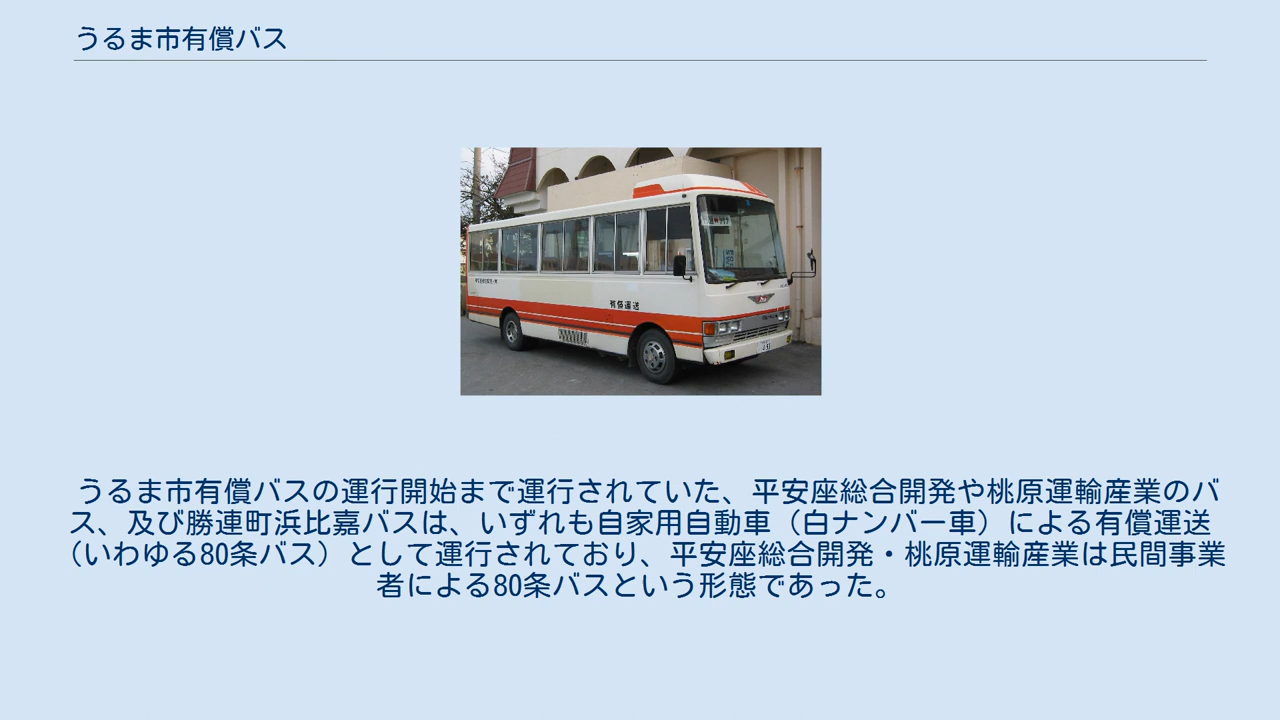 うるま市有償バス
有償運送
うるま市有償バスの運行開始まで運行されていた、平安座総合開発や桃原運輸産業のバ
ス、及び勝連町浜比嘉バスは、いずれも自家用自動車（白ナンバー車）による有償運送
（いわゆる80条バス）として運行されており、平安座総合開発・桃原運輸産業は民間事業
者による80条バスという形態であった。